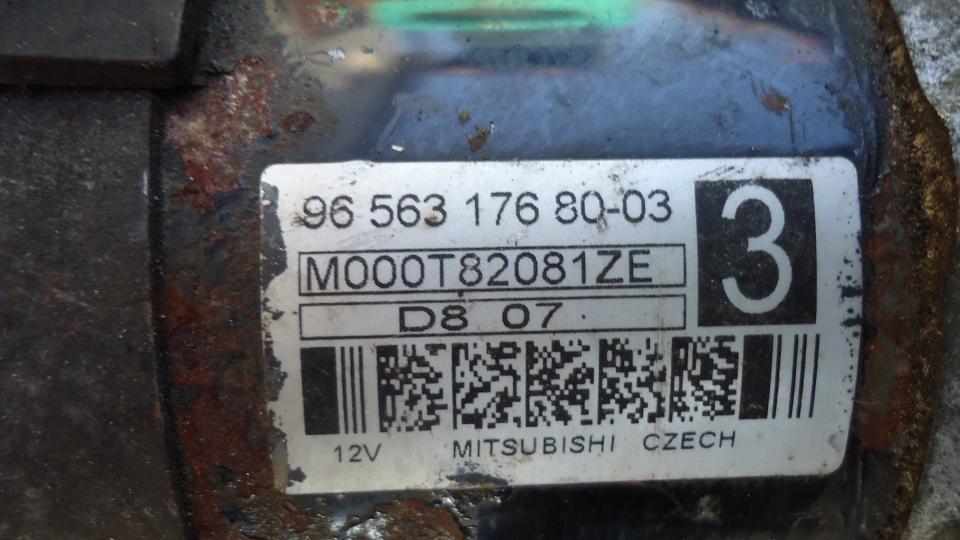 96 563 176 80-03
3
M000T82081ZE
D8 07
12V MITSUBISHI CZECH